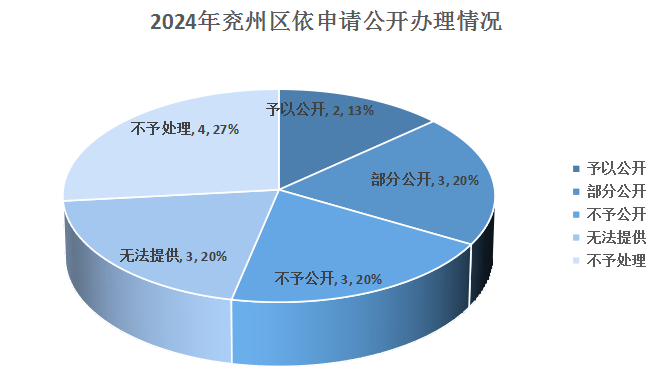 2024年兖州区依申请公开办理情况
予以公开, 2, 13%
不予处理, 4, 27%
部分公开, 3, 20%
无法提供, 3, 20%
不予公开, 3, 20%
予以公开
部分公开
不予公开
无法提供
不予处理